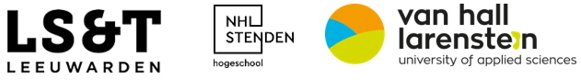 LS&T
LEEUWARDEN
NHL
STENDEN
hogeschool
van hall
larenstein
university of applied sciences